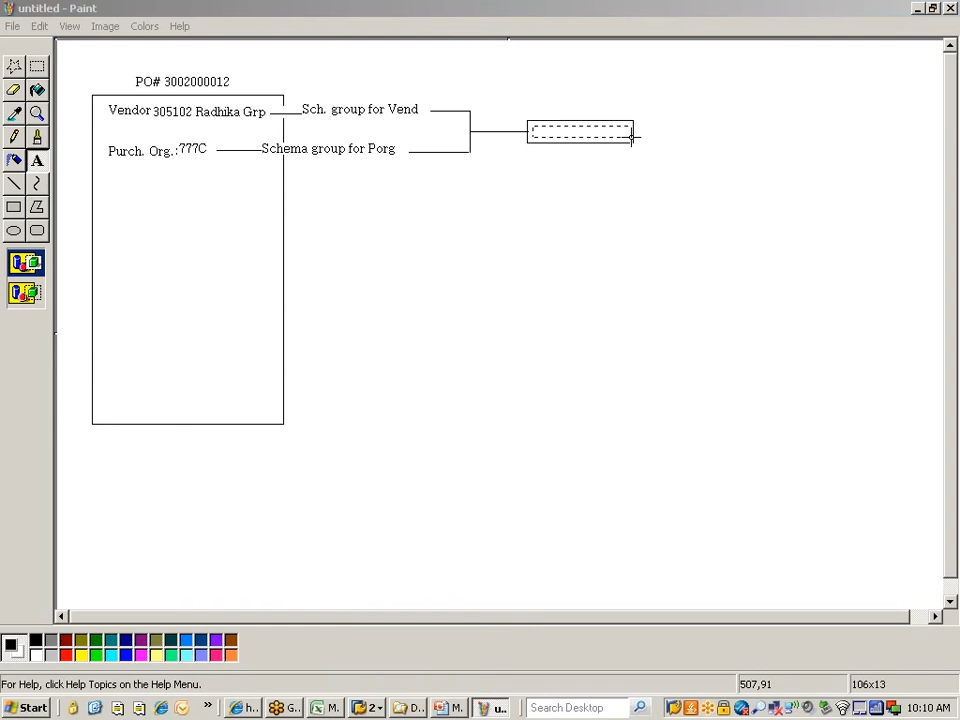 untitled - Paint
File Edit View Image Colors Help
PO# 3002000012
Vendor 305102 Radhika Grp
Sch. group for Vend
Purch. Org.:777C
Schema group for Porg
For Help, click Help Topics on the Help Menu.
507,91
106x13
Start
h..
G..
M.
2
D..
M.
u..
Search Desktop
10:10 AM